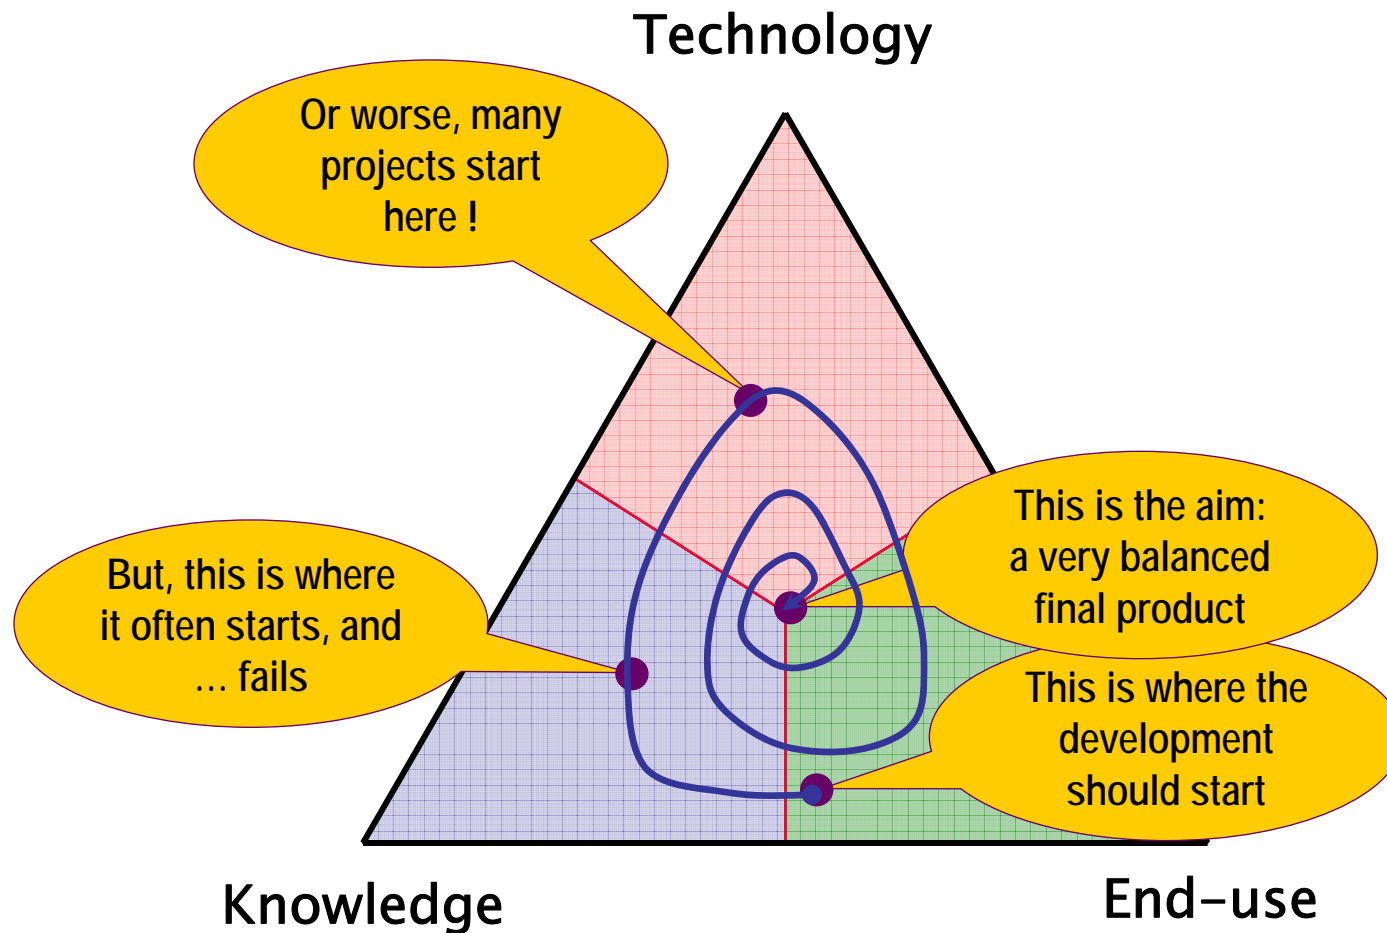 Technology
Or worse, many
projects start
here !
This is the aim:
a very balanced
final product
But, this is where
it often starts, and
... fails
This is where the
development
should start
Knowledge
End-use